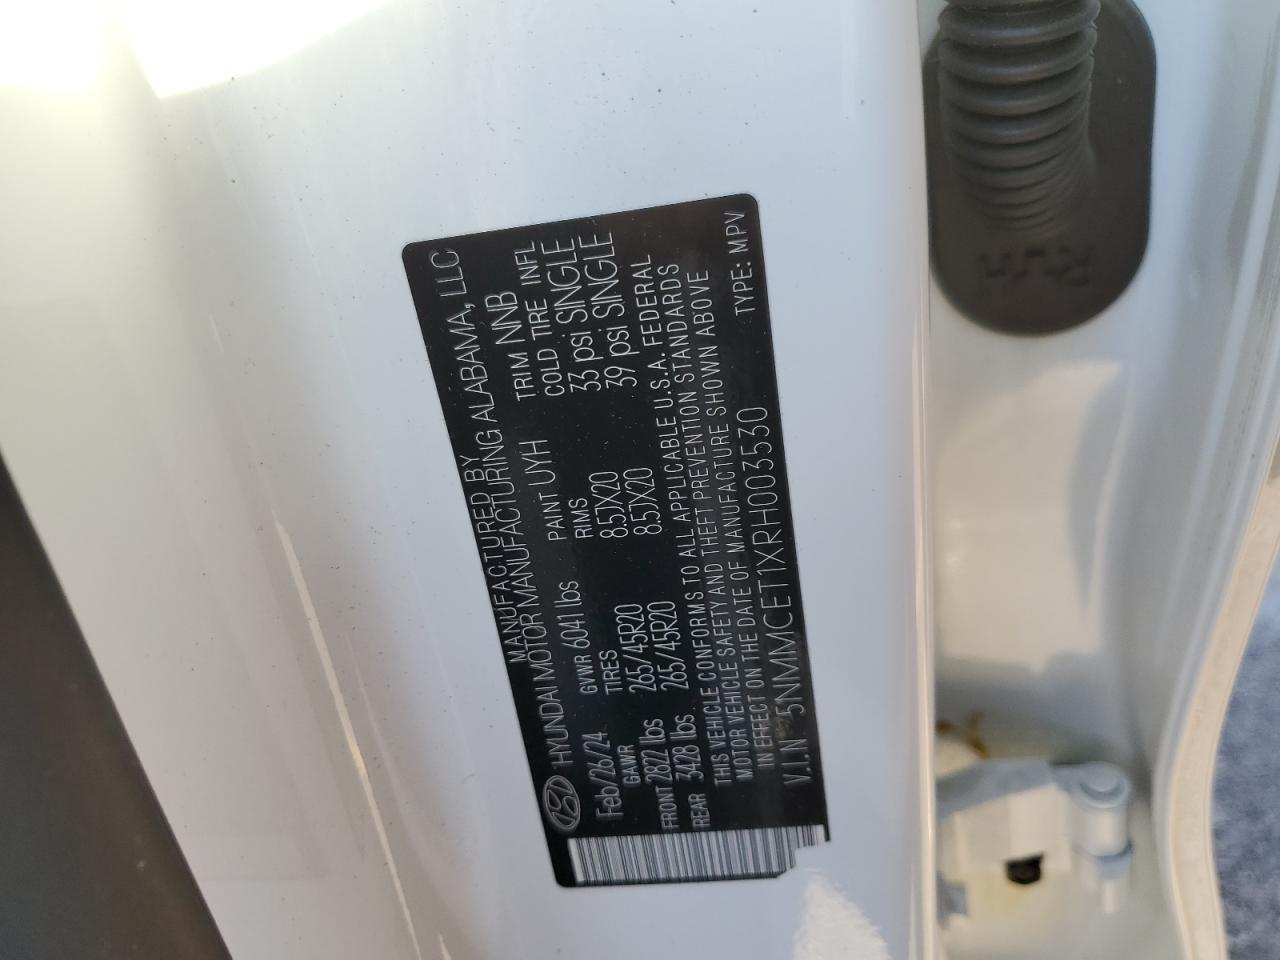 MANUFACTURED BY
HYUNDAI MOTOR MANUFACTURING ALABAMA, LLC
Feb/26/24 GVWR 6041 lbs PAINT UYH TRIM NNB
GAWR TIRES RIMS COLD TIRE INFL
FRONT 2822 lbs 265/45R20 8.5JX20 33 psi SINGLE
REAR 3428 lbs 265/45R20 8.5JX20 39 psi SINGLE
THIS VEHICLE CONFORMS TO ALL APPLICABLE U.S.A. FEDERAL
MOTOR VEHICLE SAFETY AND THEFT PREVENTION STANDARDS
IN EFFECT ON THE DATE OF MANUFACTURE SHOWN ABOVE
V.I.N 5NMMCET1XRH003530 TYPE: MPV